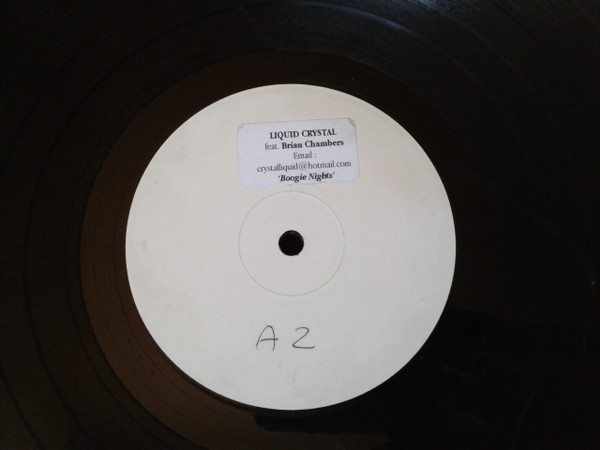 LIQUID CRYSTAL
feat. Brian Chambers
Email :
crystalliquid@hotmail.com
'Boogie Nights'
A2